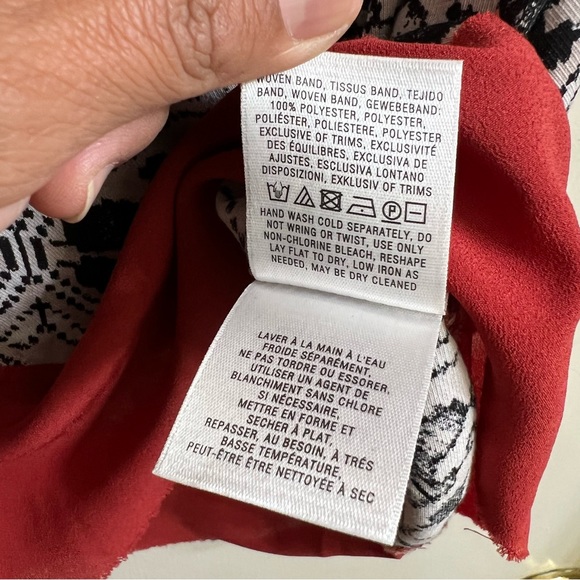 WOVEN BAND, TISSUS BAND, TEJIDO
BAND, WOVEN BAND, GEWEBEBAND:
100% POLYESTER, POLYESTER,
POLIÉSTER, POLIESTERE, POLYESTER
EXCLUSIVE OF TRIMS, EXCLUSIVITÉ
DES ÉQUILIBRES, EXCLUSIVA DE
AJUSTES, ESCLUSIVA LONTANO
DISPOSIZIONI, EXKLUSIV OF TRIMS
P
HAND WASH COLD SEPARATELY, DO
NOT WRING OR TWIST, USE ONLY
NON-CHLORINE BLEACH, RESHAPE
LAY FLAT TO DRY, LOW IRON AS
NEEDED, MAY BE DRY CLEANED
LAVER À LA MAIN À L'EAU
FROIDE SÉPARÉMENT.
NE PAS TORDORE OU ESSORER.
UTILISER UN AGENT DE
BLANCHIMENT SANS CHLORE
SI NÉCESSAIRE.
METTRE EN FORME ET
SECHER À PLAT,
REPASSER, AU BESOIN, À TRÉS
BASSE TEMPÉRATURE,
PEUT-ÊTRE ÊTRE NETTOYÉE À SEC